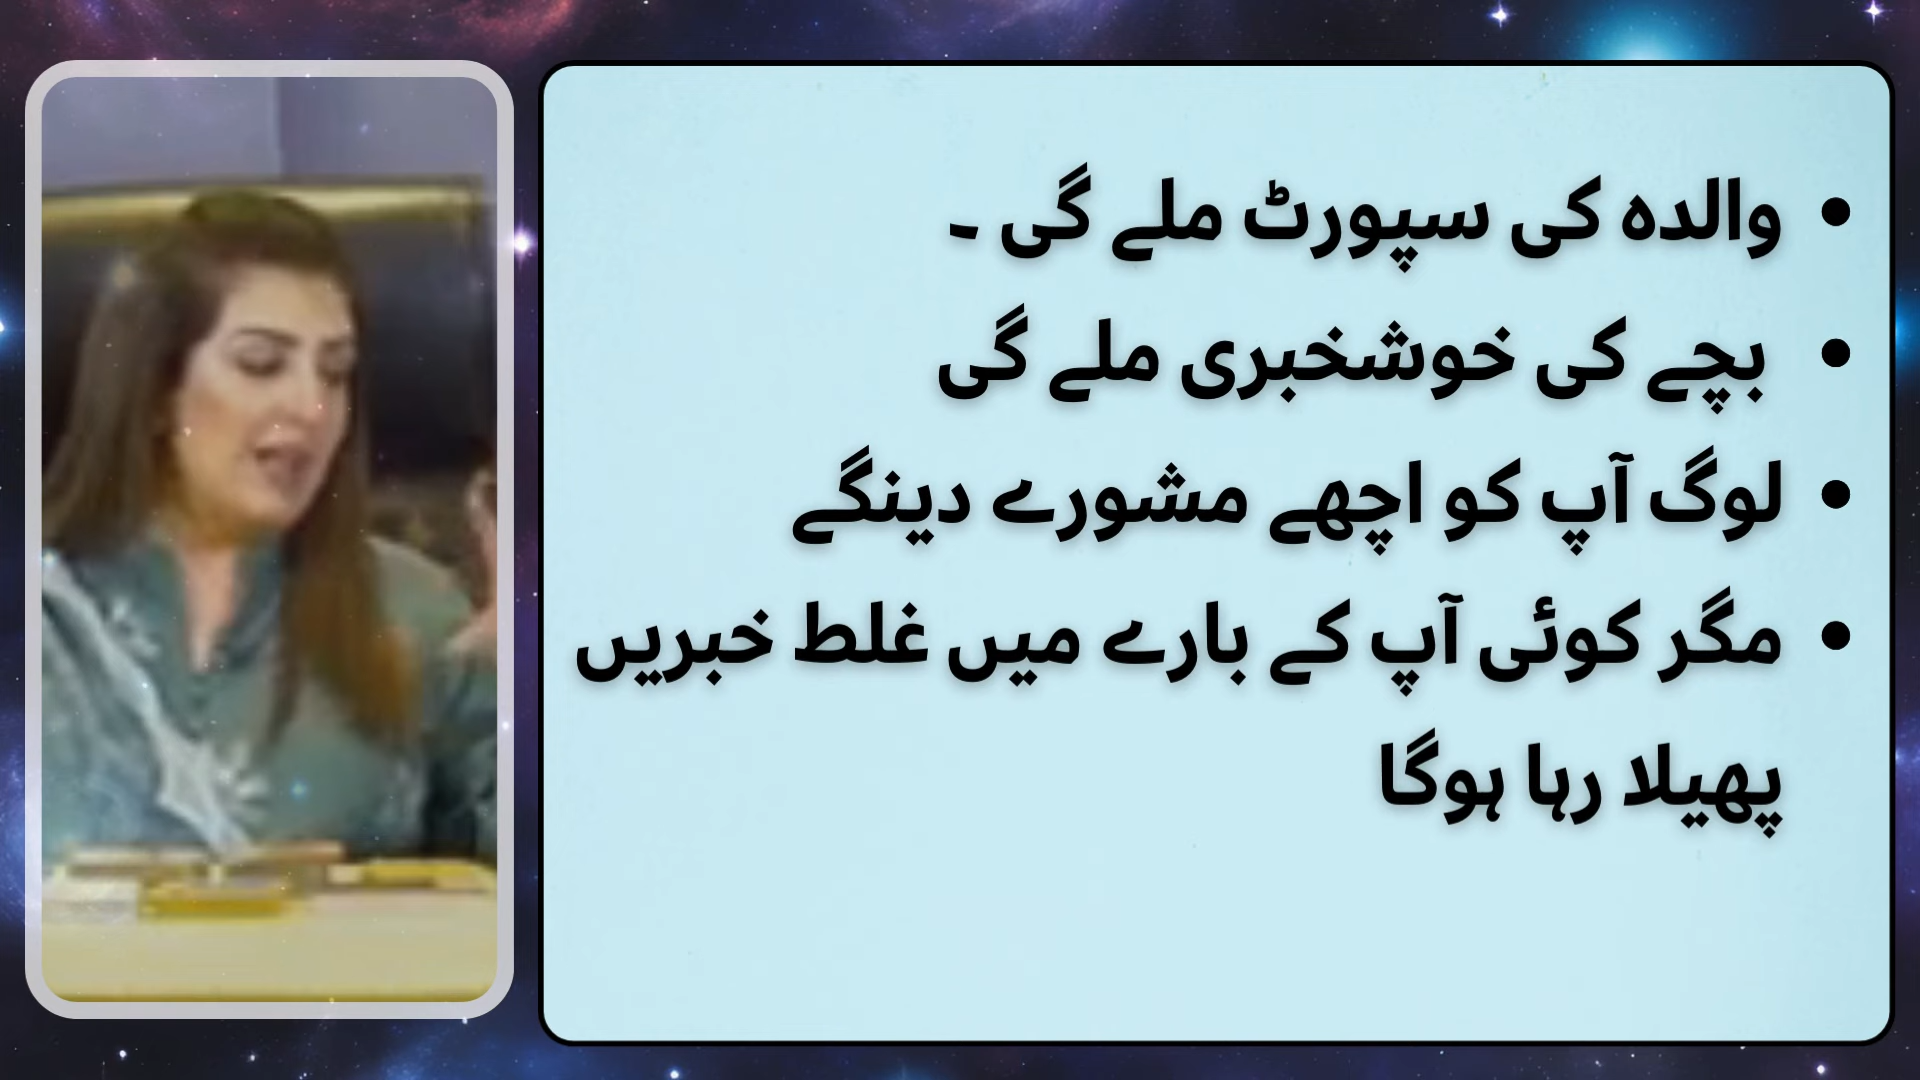 • والدہ کی سپورٹ ملے گی ۔
• بچے کی خوشخبری ملے گی
• لوگ آپ کو اچھے مشورے دینگے
• مگر کوئی آپ کے بارے میں غلط خبریں
پھیلا رہا ہوگا